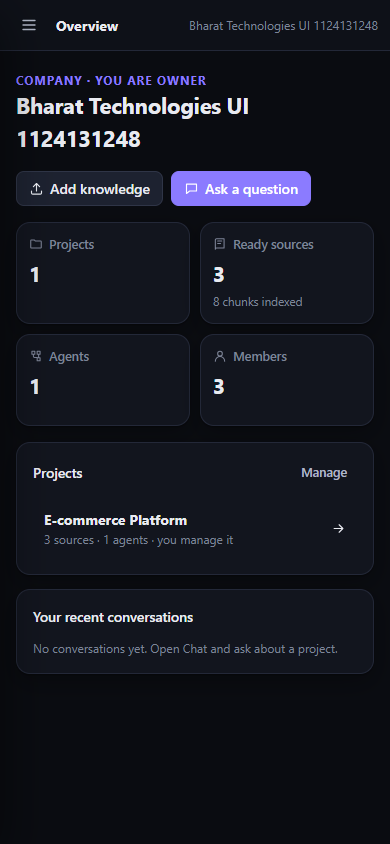 Overview
Bharat Technologies UI 1124131248
COMPANY · YOU ARE OWNER
Bharat Technologies UI
1124131248
Add knowledge
Ask a question
Projects
1
Ready sources
3
8 chunks indexed
Agents
1
Members
3
Projects
Manage
E-commerce Platform
3 sources · 1 agents · you manage it
Your recent conversations
No conversations yet. Open Chat and ask about a project.